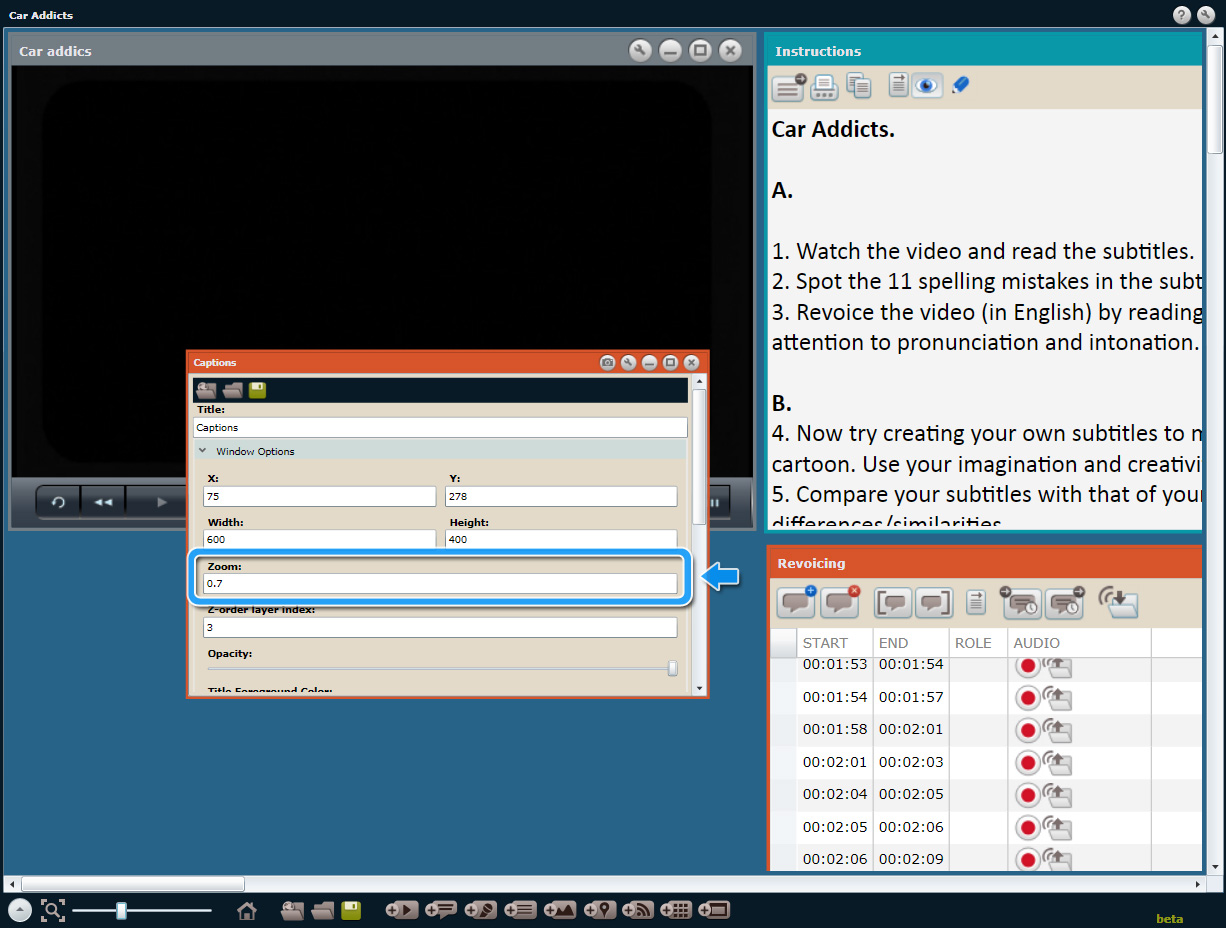 Car Addicts
Car addics
Instructions
Car Addicts.
A.
1. Watch the video and read the subtitles.
2. Spot the 11 spelling mistakes in the subt
3. Revoice the video (in English) by reading
attention to pronunciation and intonation.
B.
4. Now try creating your own subtitles to
cartoon. Use your imagination and creativi
5. Compare your subtitles with that of your
differences/similarities
Captions
Title:
Captions
Window Options
X:
Y:
75
278
Width:
Height:
600
400
Zoom:
0.7
Z-order layer index:
3
Opacity:
Title Foreground Color:
Revoicing
START END ROLE AUDIO
00:01:53 00:01:54
00:01:54 00:01:57
00:01:58 00:02:01
00:02:01 00:02:03
00:02:04 00:02:05
00:02:05 00:02:06
00:02:06 00:02:09
beta